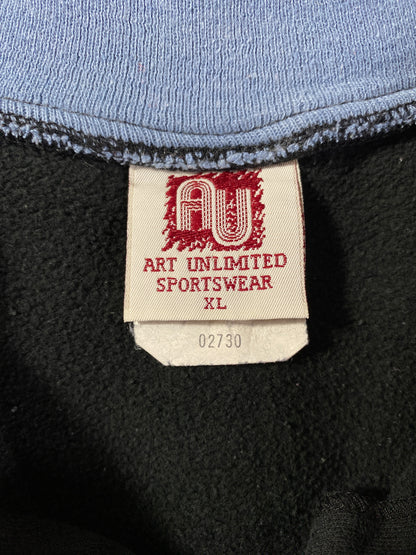 AU
ART UNLIMITED
SPORTSWEAR
XL
02730